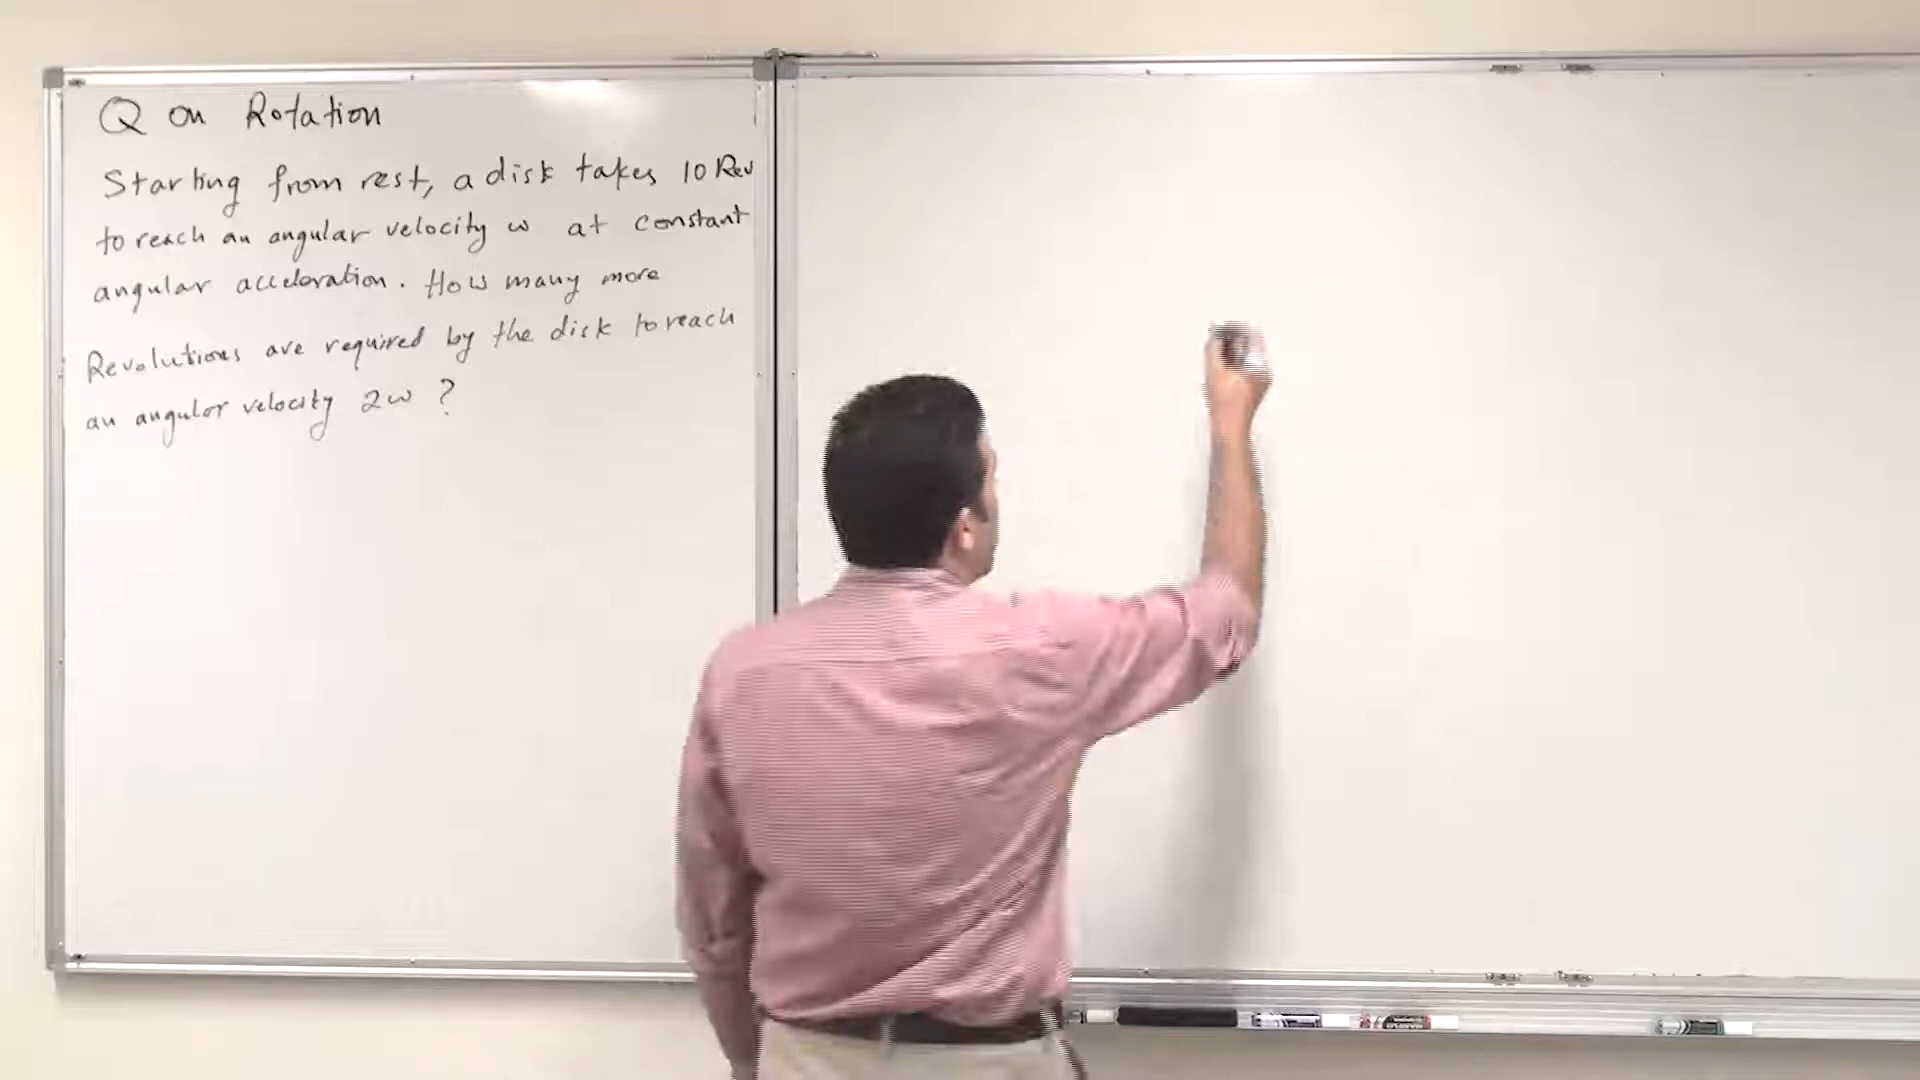 Q on Rotation
Starting from rest, a disk takes 10 Rev
to reach an angular velocity ω at constant
angular acceleration. How many more
Revolutions are required by the disk to reach
an angular velocity 2ω ?